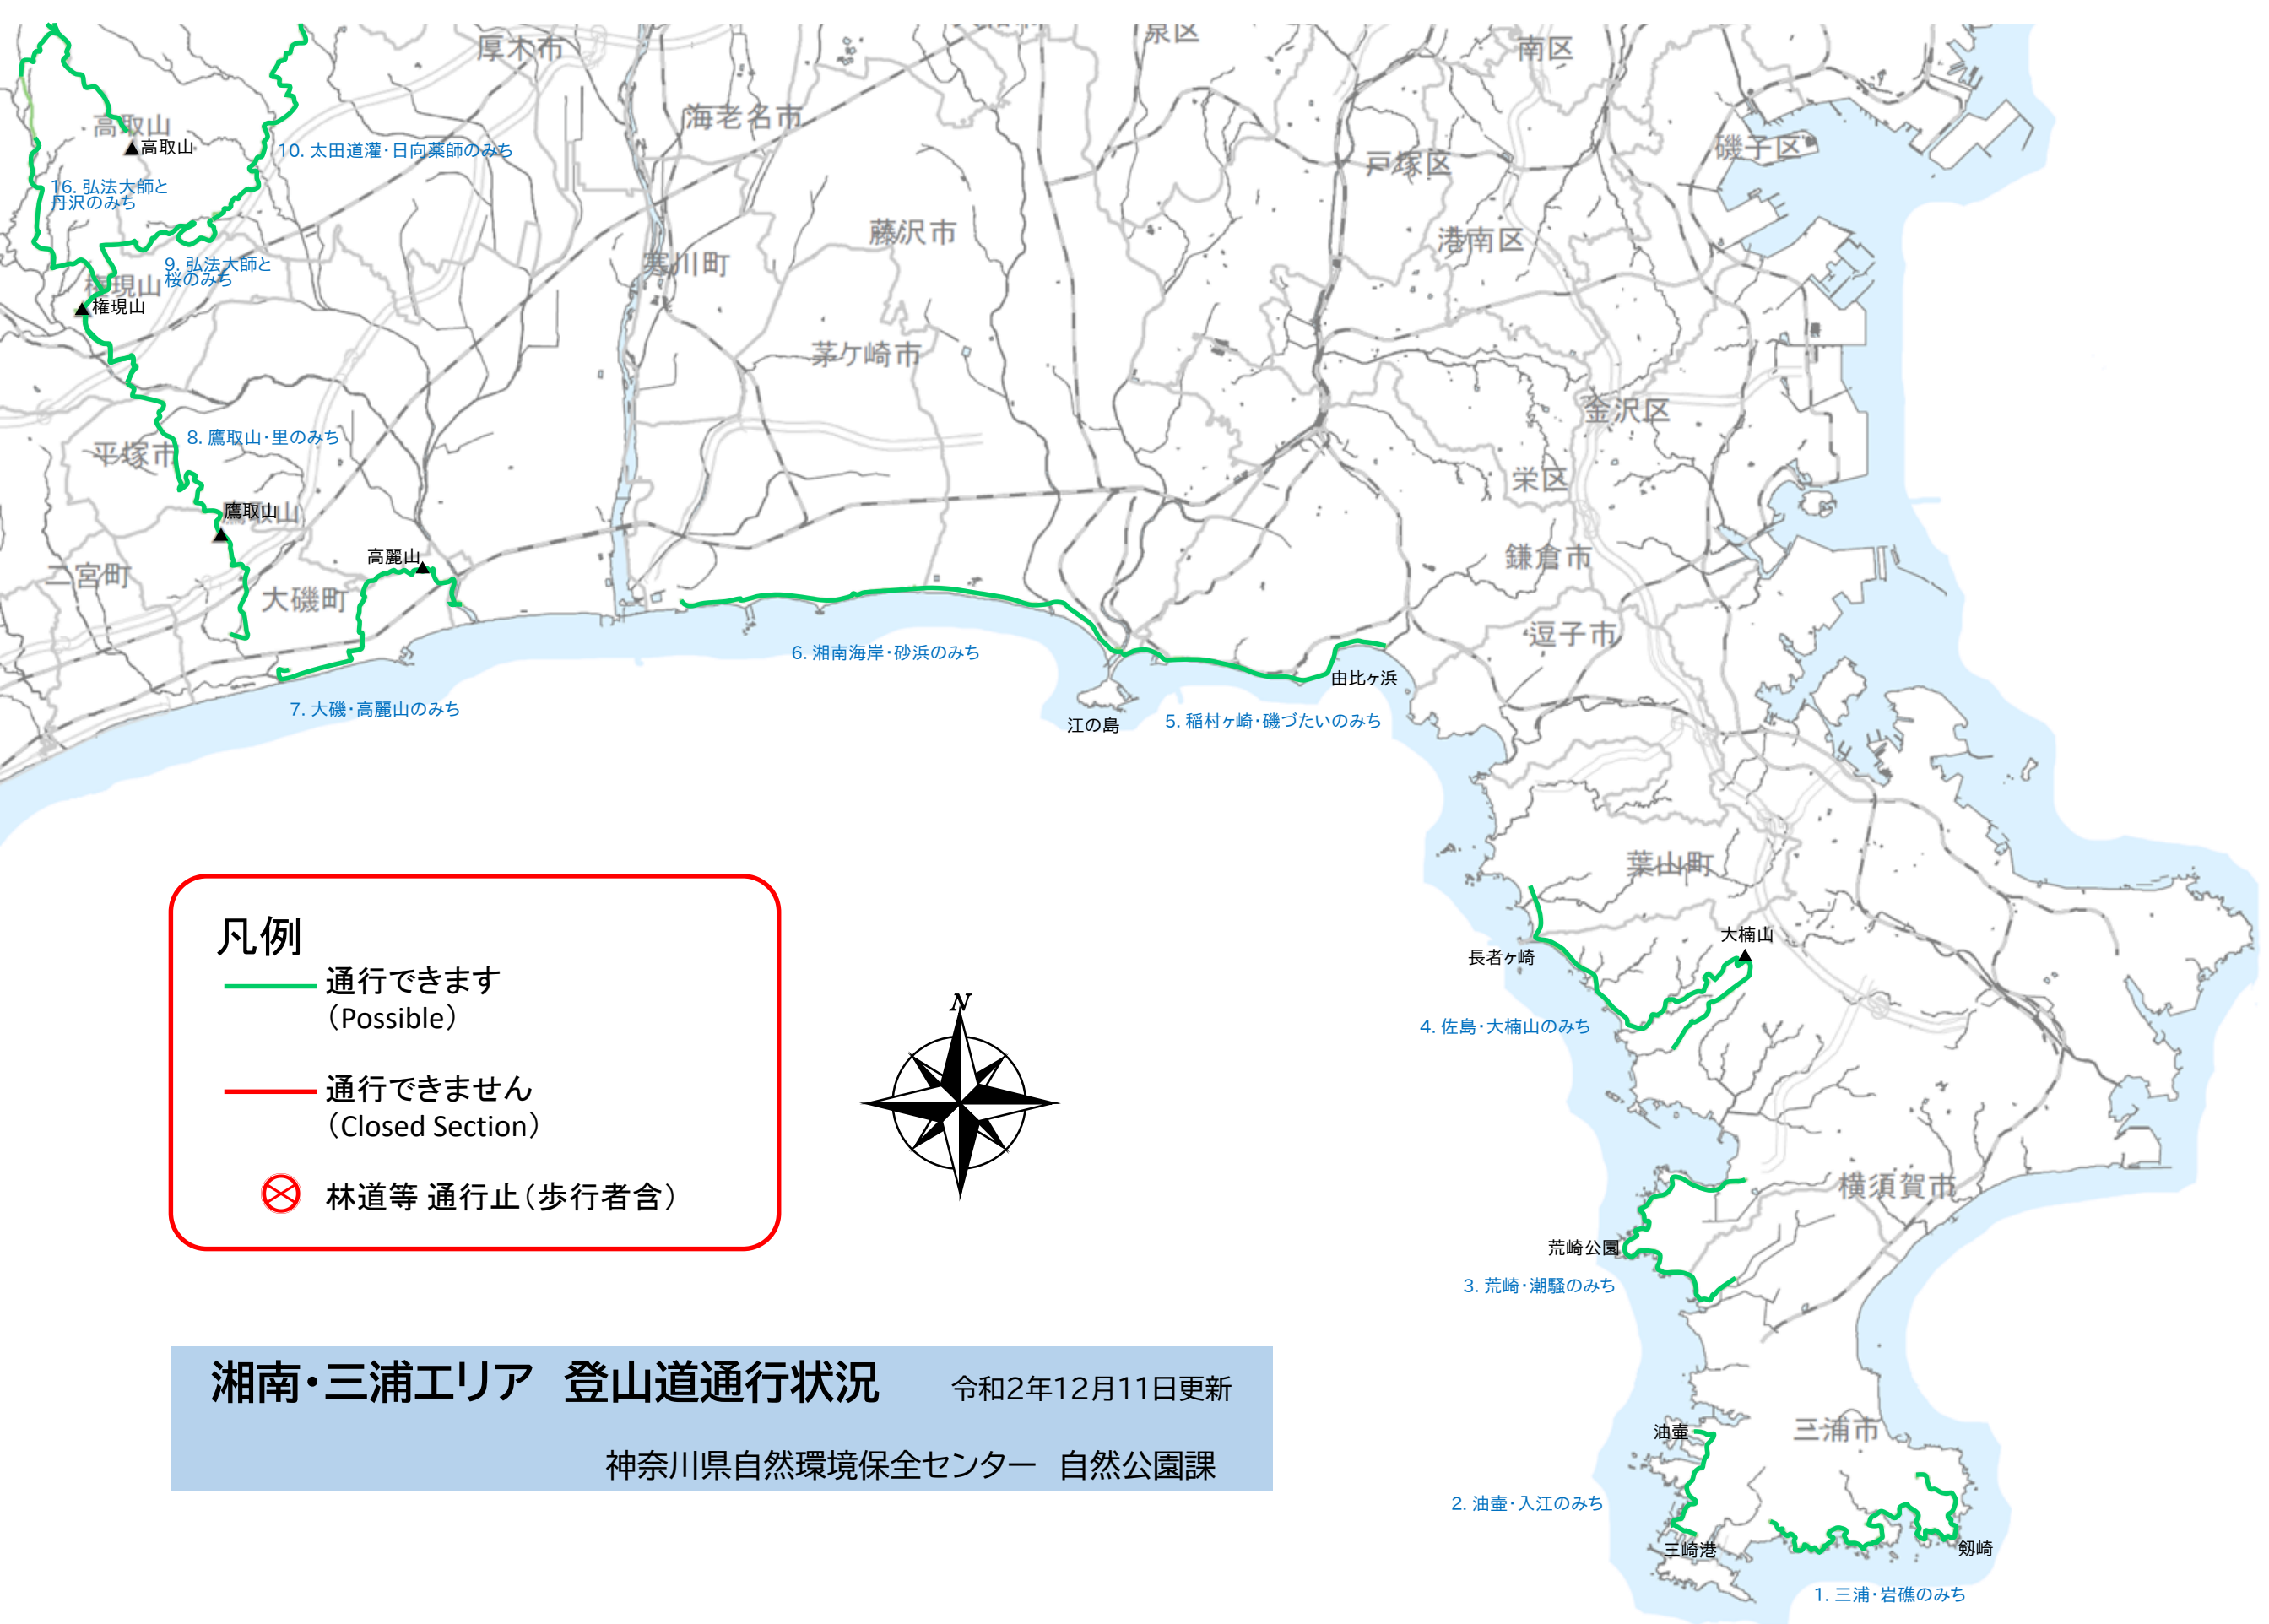 泉区
厚木市
南区
海老名市
高取山
高取山
磯子区
10. 太田道灌・日向薬師のみち
戸塚区
16. 弘法大師と
丹沢のみち
藤沢市
港南区
寒川町
9. 弘法大師と
桜のみち
権現山
権現山
茅ケ崎市
金沢区
8. 鷹取山・里のみち
平塚市
栄区
鷹取山
鷹取山
高麗山
鎌倉市
二宮町
大磯町
逗子市
6. 湘南海岸・砂浜のみち
由比ヶ浜
7. 大磯・高麗山のみち
江の島
5. 稲村ヶ崎・磯づたいのみち
葉山町
大楠山
長者ヶ崎
4. 佐島・大楠山のみち
凡例
通行できます
（Possible）
通行できません
（Closed Section）
林道等 通行止（歩行者含）
N
横須賀市
荒崎公園
3. 荒崎・潮騒のみち
湘南・三浦エリア　登山道通行状況　令和2年12月11日更新
神奈川県自然環境保全センター　自然公園課
油壷
三浦市
2. 油壷・入江のみち
三崎港
剱崎
1. 三浦・岩礁のみち